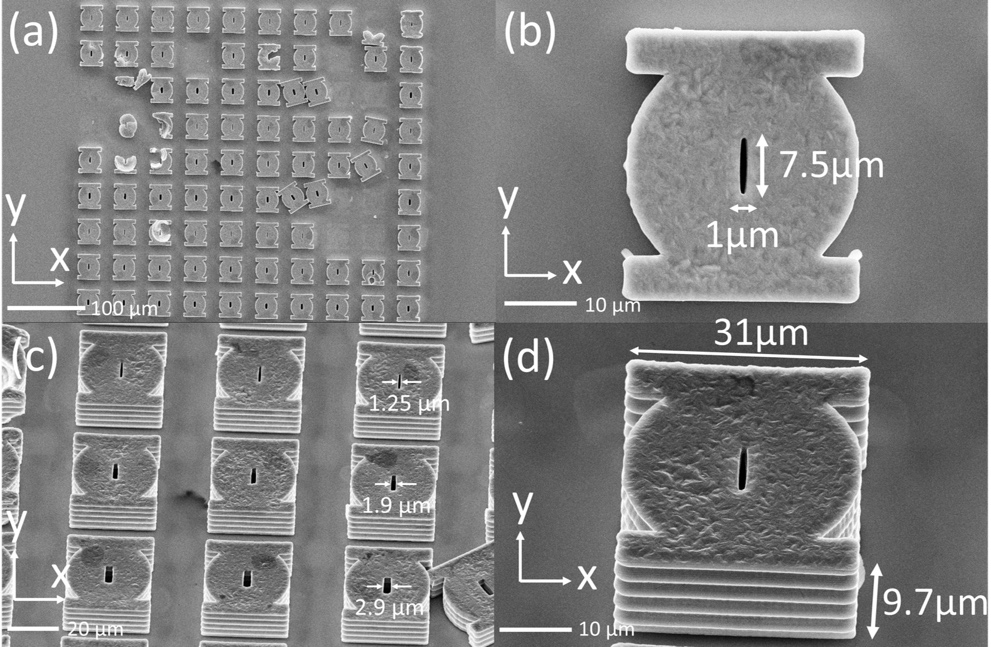 (a)
y
x
100 µm
(b)
7.5µm
1µm
y
x
10 µm
(c)
1.25 µm
1.9 µm
2.9 µm
y
x
20 µm
(d)
31µm
9.7µm
y
x
10 µm